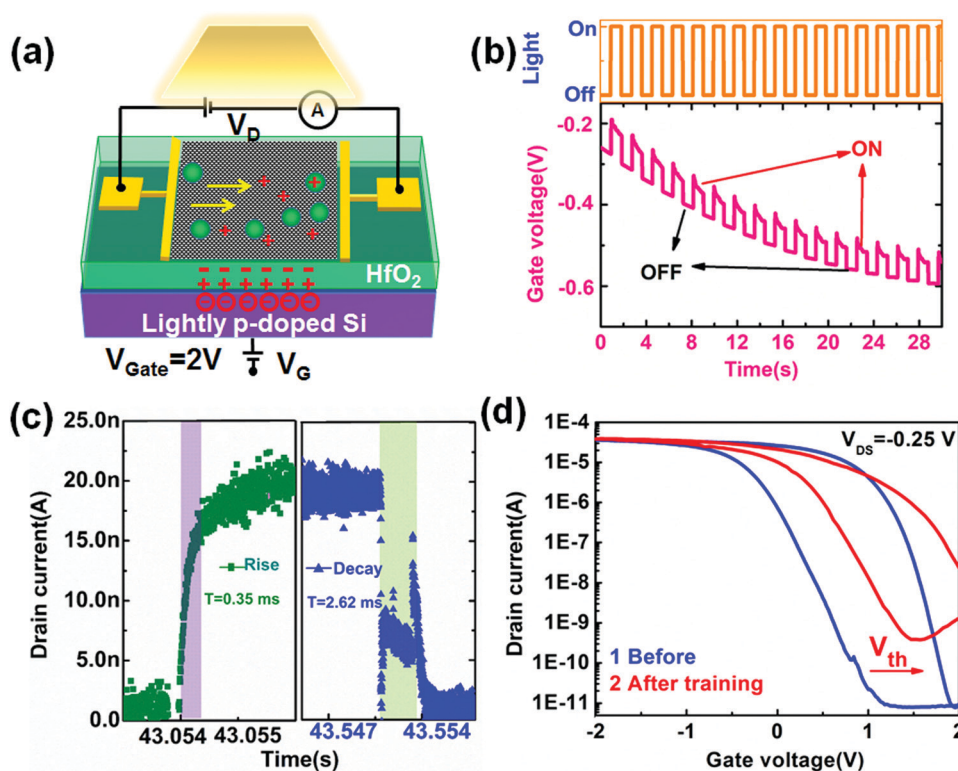 (a)
V_D
A
HfO₂
Lightly p-doped Si
V_Gate=2V
V_G
(b)
Light
On
Off
Gate voltage(V)
-0.2
-0.4
-0.6
ON
OFF
0 4 8 12 16 20 24 28
Time(s)
(c)
Drain current(A)
25.0n
20.0n
15.0n
10.0n
5.0n
0.0
Rise
T=0.35 ms
Decay
T=2.62 ms
43.054 43.055 43.547 43.554
Time(s)
(d)
Drain current(A)
1E-4
1E-5
1E-6
1E-7
1E-8
1E-9
1E-10
1E-11
V_DS=-0.25 V
1 Before
2 After training
V_th
-2 -1 0 1 2
Gate voltage(V)